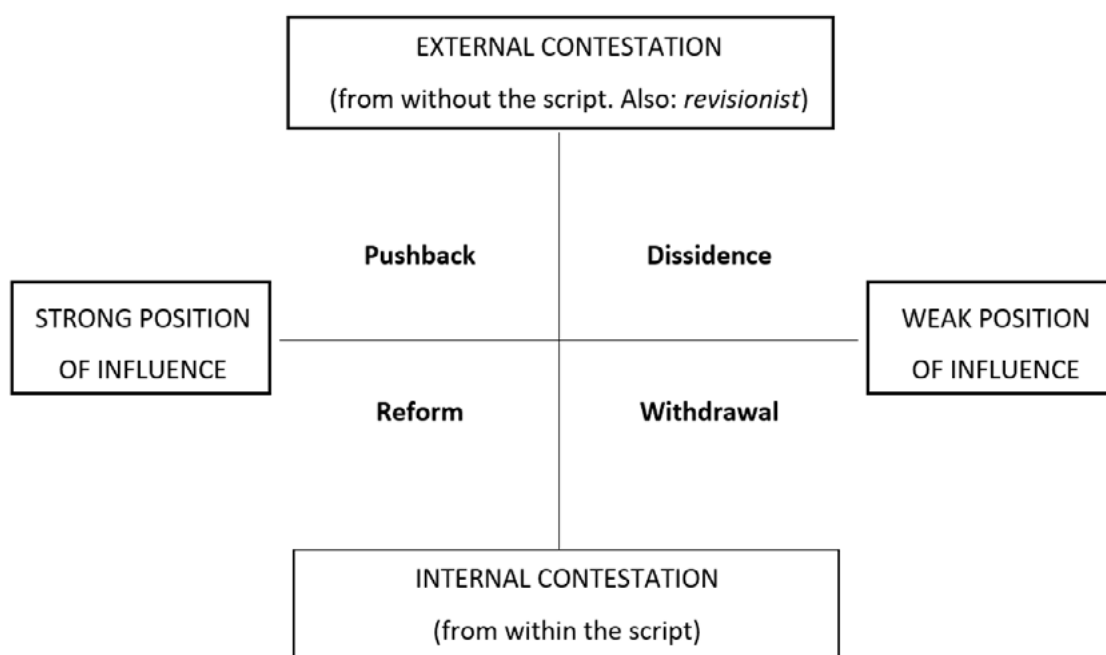 EXTERNAL CONTESTATION
(from without the script. Also: revisionist)
Pushback
Dissidence
STRONG POSITION
OF INFLUENCE
WEAK POSITION
OF INFLUENCE
Reform
Withdrawal
INTERNAL CONTESTATION
(from within the script)